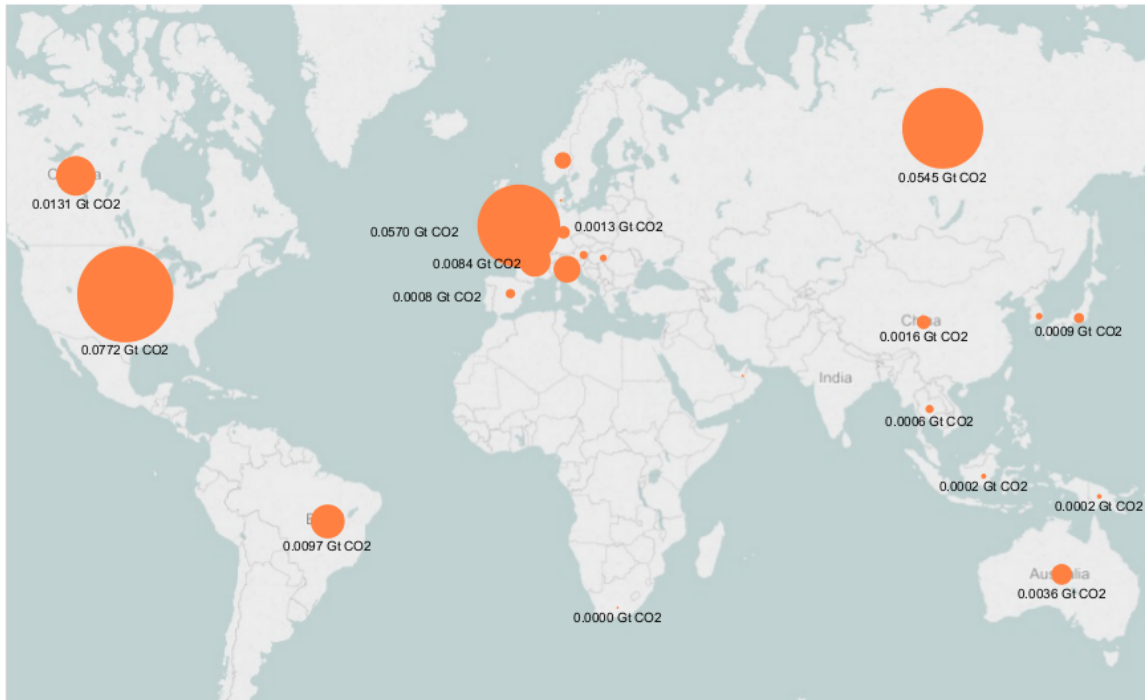 0.0131 Gt CO2
0.0545 Gt CO2
0.0570 Gt CO2
0.0013 Gt CO2
0.0084 Gt CO2
0.0008 Gt CO2
0.0772 Gt CO2
China
0.0016 Gt CO2
0.0009 Gt CO2
India
0.0006 Gt CO2
0.0002 Gt CO2
0.0002 Gt CO2
0.0097 Gt CO2
Australia
0.0036 Gt CO2
0.0000 Gt CO2